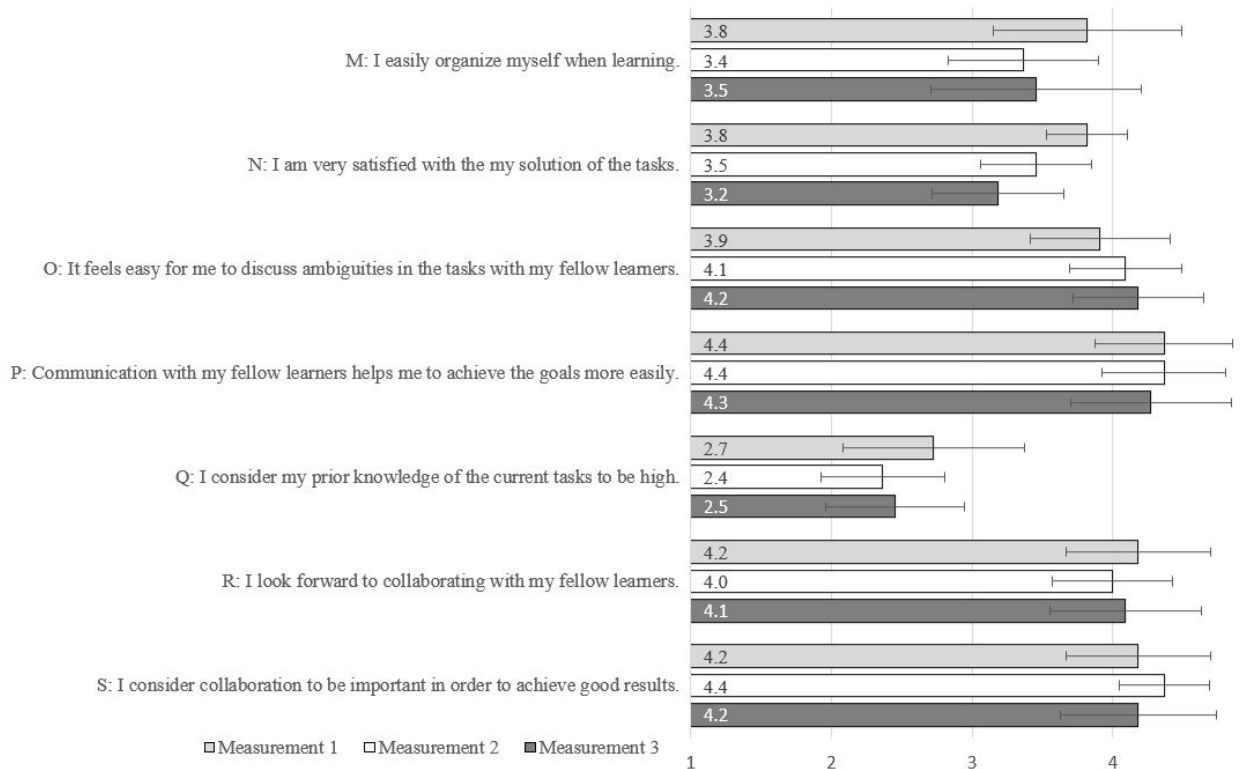 3.8
M: I easily organize myself when learning.
3.4
3.5
3.8
N: I am very satisfied with the my solution of the tasks.
3.5
3.2
3.9
O: It feels easy for me to discuss ambiguities in the tasks with my fellow learners.
4.1
4.2
4.4
P: Communication with my fellow learners helps me to achieve the goals more easily.
4.4
4.3
2.7
Q: I consider my prior knowledge of the current tasks to be high.
2.4
2.5
4.2
R: I look forward to collaborating with my fellow learners.
4.0
4.1
4.2
S: I consider collaboration to be important in order to achieve good results.
4.4
4.2
Measurement 1 Measurement 2 Measurement 3
1 2 3 4